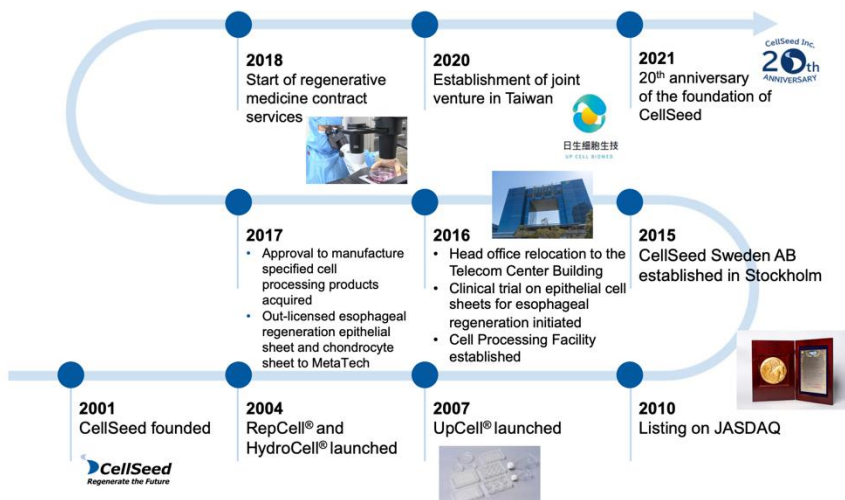 2018
Start of regenerative
medicine contract
services
2020
Establishment of joint
venture in Taiwan
日生細胞生技
UP CELL BIOMED
2021
20th anniversary
of the foundation of
CellSeed
CellSeed Inc.
20th
ANNIVERSARY
2017
• Approval to manufacture
specified cell
processing products
acquired
• Out-licensed esophageal
regeneration epithelial
sheet and chondrocyte
sheet to MetaTech
2016
• Head office relocation to the
Telecom Center Building
• Clinical trial on epithelial cell
sheets for esophageal
regeneration initiated
• Cell Processing Facility
established
2015
CellSeed Sweden AB
established in Stockholm
2001
CellSeed founded
CellSeed
Regenerate the Future
2004
RepCell® and
HydroCell® launched
2007
UpCell® launched
2010
Listing on JASDAQ